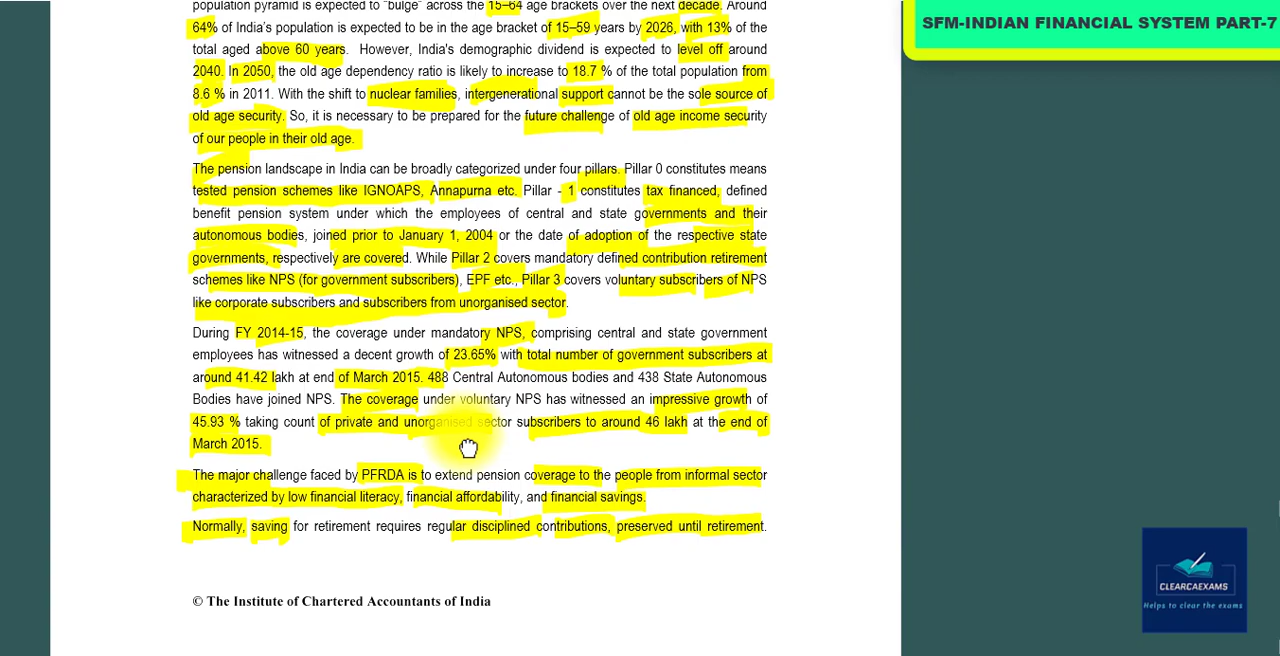 population pyramid is expected to "bulge" across the 15–64 age brackets over the next decade. Around
64% of India's population is expected to be in the age bracket of 15–59 years by 2026, with 13% of the
total aged above 60 years. However, India's demographic dividend is expected to level off around
2040. In 2050, the old age dependency ratio is likely to increase to 18.7 % of the total population from
8.6 % in 2011. With the shift to nuclear families, intergenerational support cannot be the sole source of
old age security. So, it is necessary to be prepared for the future challenge of old age income security
of our people in their old age.
The pension landscape in India can be broadly categorized under four pillars. Pillar 0 constitutes means
tested pension schemes like IGNOAPS, Annapurna etc. Pillar - 1 constitutes tax financed, defined
benefit pension system under which the employees of central and state governments and their
autonomous bodies, joined prior to January 1, 2004 or the date of adoption of the respective state
governments, respectively are covered. While Pillar 2 covers mandatory defined contribution retirement
schemes like NPS (for government subscribers), EPF etc., Pillar 3 covers voluntary subscribers of NPS
like corporate subscribers and subscribers from unorganised sector.
During FY 2014-15, the coverage under mandatory NPS, comprising central and state government
employees has witnessed a decent growth of 23.65% with total number of government subscribers at
around 41.42 lakh at end of March 2015. 488 Central Autonomous bodies and 438 State Autonomous
Bodies have joined NPS. The coverage under voluntary NPS has witnessed an impressive growth of
45.93 % taking count of private and unorganised sector subscribers to around 46 lakh at the end of
March 2015.
The major challenge faced by PFRDA is to extend pension coverage to the people from informal sector
characterized by low financial literacy, financial affordability, and financial savings.
Normally, saving for retirement requires regular disciplined contributions, preserved until retirement.
© The Institute of Chartered Accountants of India
SFM-INDIAN FINANCIAL SYSTEM PART-7
CLEARCAEXAMS
Helps to clear the exams